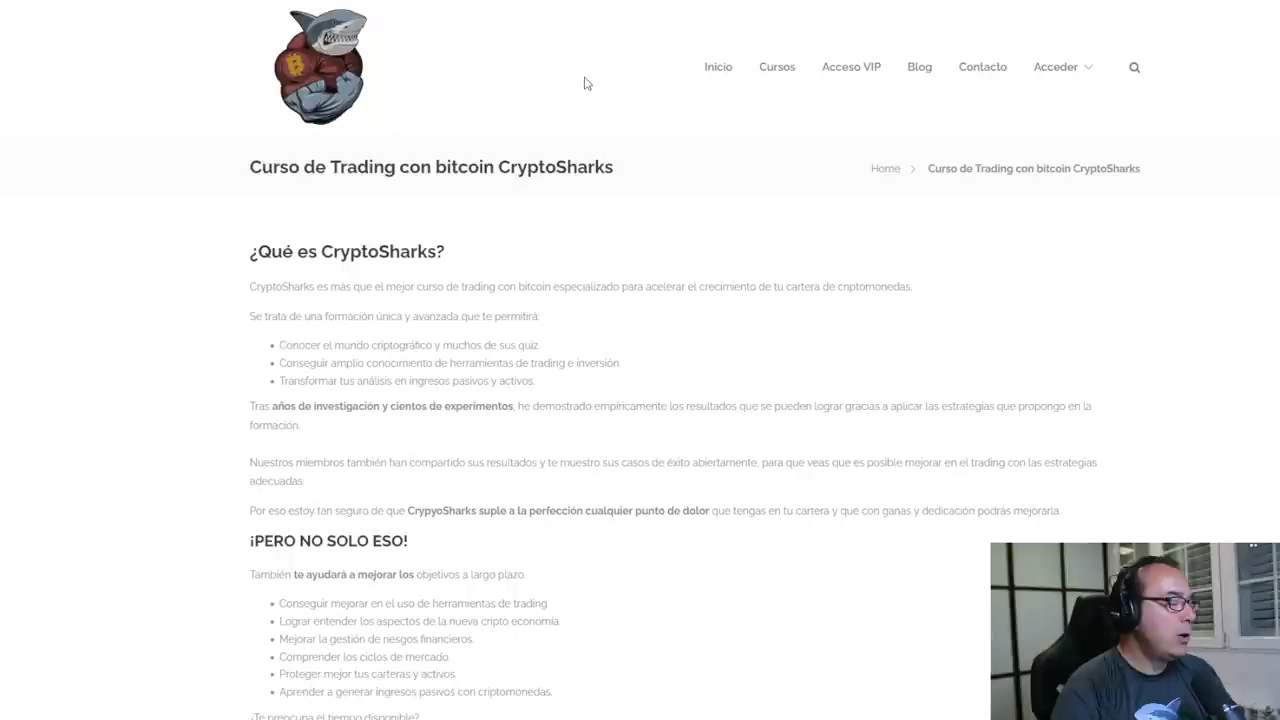 Inicio Cursos Acceso VIP Blog Contacto Acceder
Curso de Trading con bitcoin CryptoSharks
Home > Curso de Trading con bitcoin CryptoSharks
¿Qué es CryptoSharks?
CryptoSharks es más que el mejor curso de trading con bitcoin especializado para acelerar el crecimiento de tu cartera de criptomonedas.
Se trata de una formación única y avanzada que te permitirá:
• Conocer el mundo criptográfico y muchos de sus quiz.
• Conseguir amplio conocimiento de herramientas de trading e inversión.
• Transformar tus análisis en ingresos pasivos y activos.
Tras años de investigación y cientos de experimentos, he demostrado empíricamente los resultados que se pueden lograr gracias a aplicar las estrategias que propongo en la
formación.
Nuestros miembros también han compartido sus resultados y te muestro sus casos de éxito abiertamente, para que veas que es posible mejorar en el trading con las estrategias
adecuadas.
Por eso estoy tan seguro de que CrypyoSharks suple a la perfección cualquier punto de dolor que tengas en tu cartera y que con ganas y dedicación podrás mejorarla.
¡PERO NO SOLO ESO!
También te ayudará a mejorar los objetivos a largo plazo.
• Conseguir mejorar en el uso de herramientas de trading
• Lograr entender los aspectos de la nueva cripto economía.
• Mejorar la gestión de riesgos financieros.
• Comprender los ciclos de mercado.
• Proteger mejor tus carteras y activos.
• Aprender a generar ingresos pasivos con criptomonedas.
¿Te preocupa el tiempo disponible?